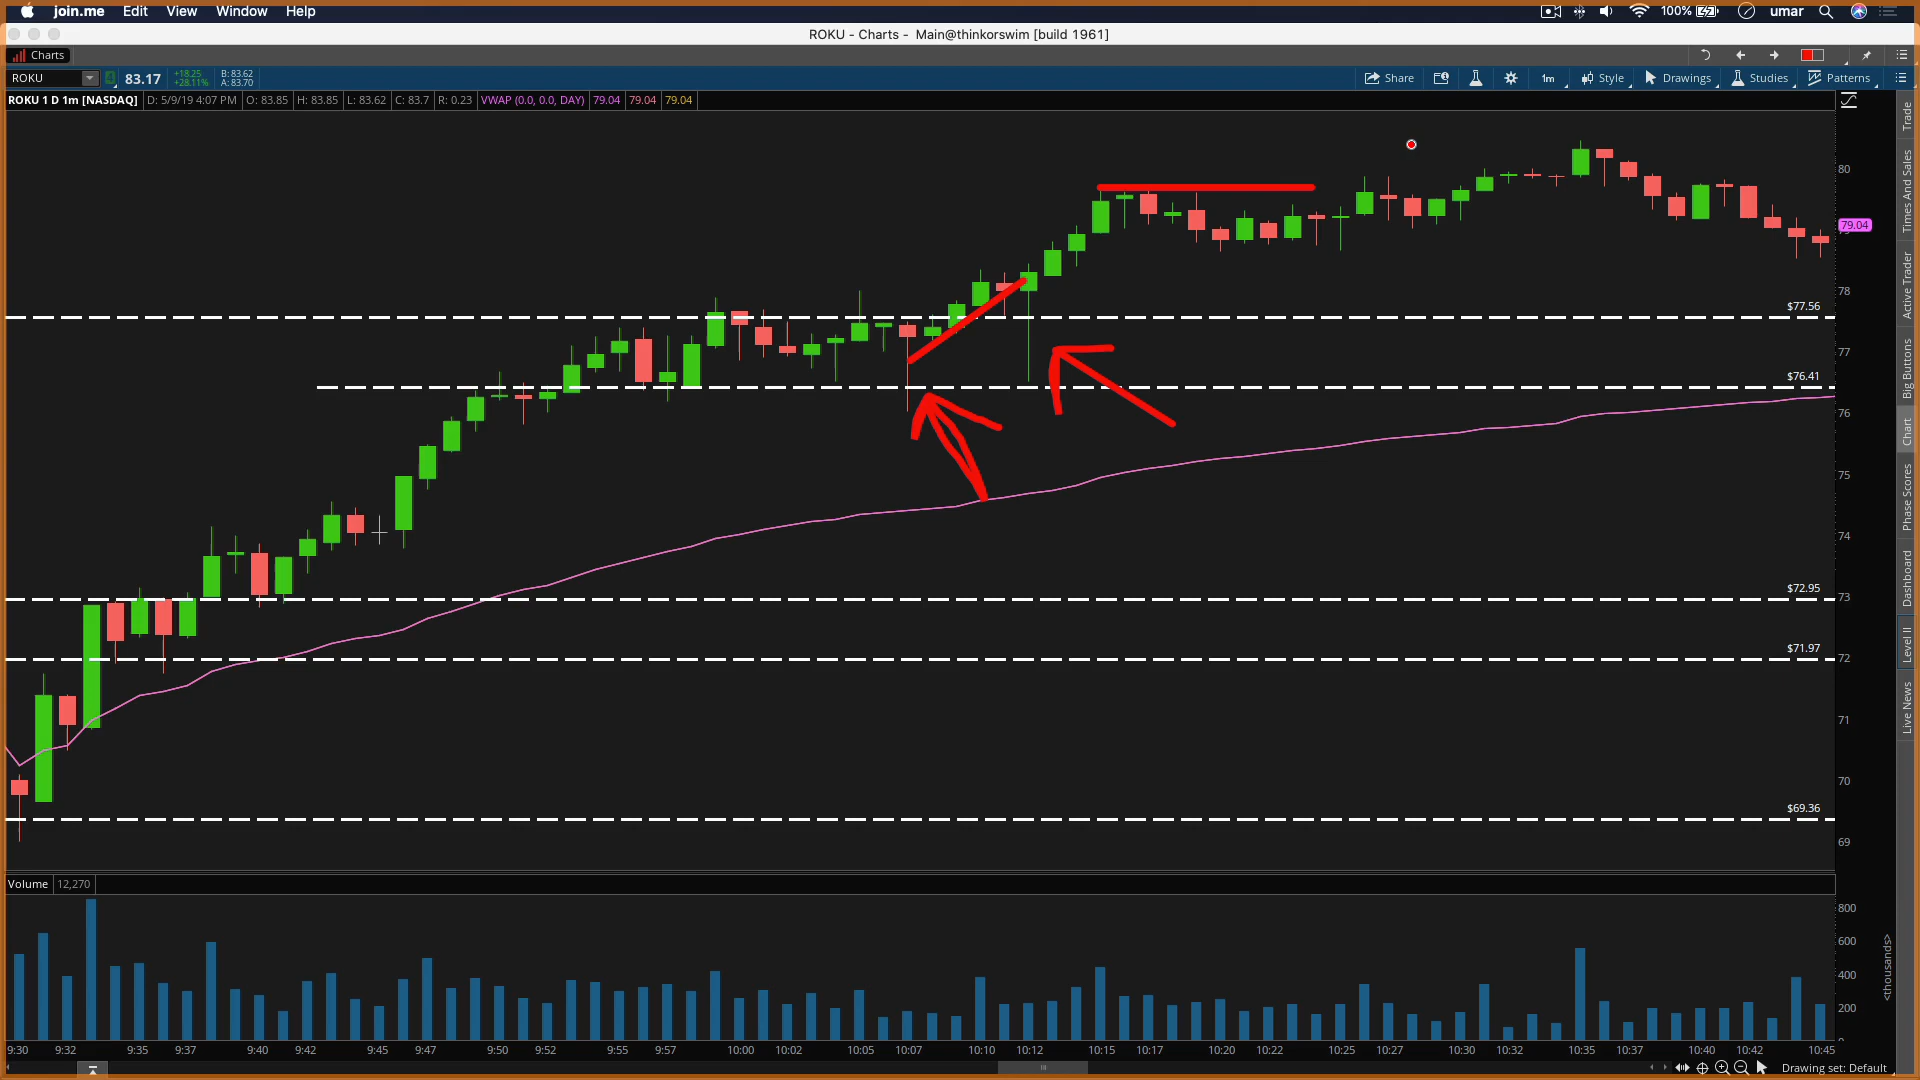 join.me Edit View Window Help 100% umar
ROKU - Charts - Main@thinkorswim [build 1961]
Charts
ROKU 4 83.17 +18.25 +28.11% B: 83.62 A: 83.70 Share 1m Style Drawings Studies Patterns
ROKU 1 D 1m [NASDAQ] D: 5/9/19 4:07 PM O: 83.85 H: 83.85 L: 83.62 C: 83.7 R: 0.23 VWAP (0.0, 0.0, DAY) 79.04 79.04 79.04
80
79.04
$77.56
78
77
$76.41
76
75
74
$72.95
73
$71.97
72
71
70
$69.36
69
Trade
Times And Sales
Active Trader
Big Buttons
Chart
Phase Scores
Dashboard
Level II
Live News
Volume 12,270
800
600
400
200
0
<thousands>
9:30 9:32 9:35 9:37 9:40 9:42 9:45 9:47 9:50 9:52 9:55 9:57 10:00 10:02 10:05 10:07 10:10 10:12 10:15 10:17 10:20 10:22 10:25 10:27 10:30 10:32 10:35 10:37 10:40 10:42 10:45
Drawing set: Default